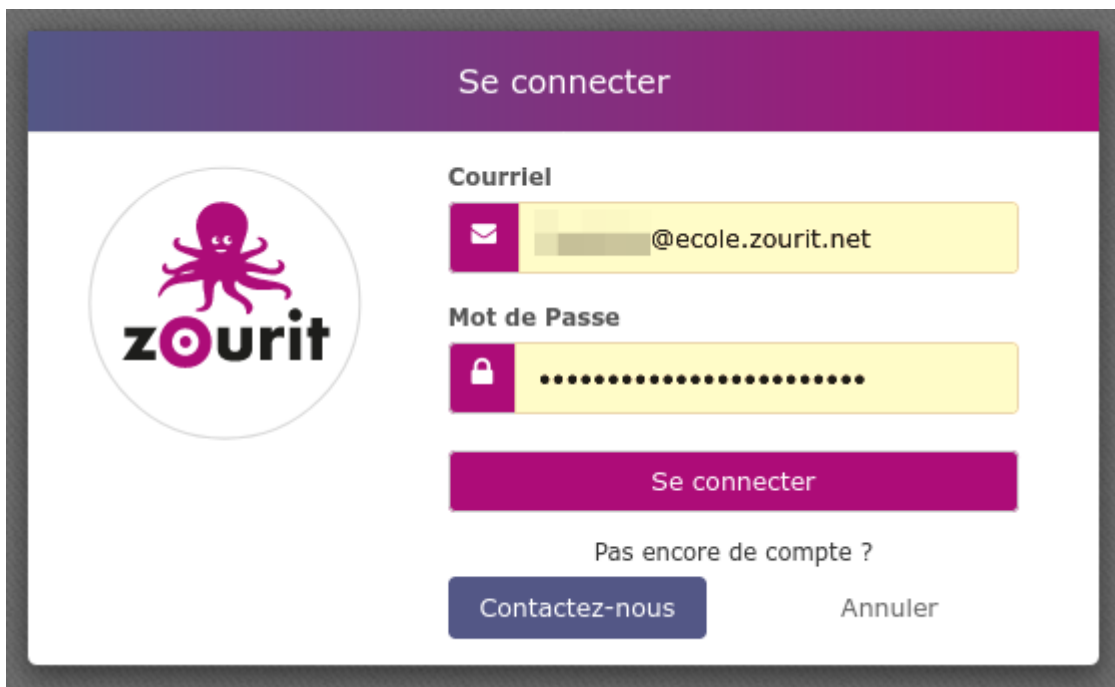 Se connecter
zourit
Courriel
@ecole.zourit.net
Mot de Passe
Se connecter
Pas encore de compte ?
Contactez-nous
Annuler